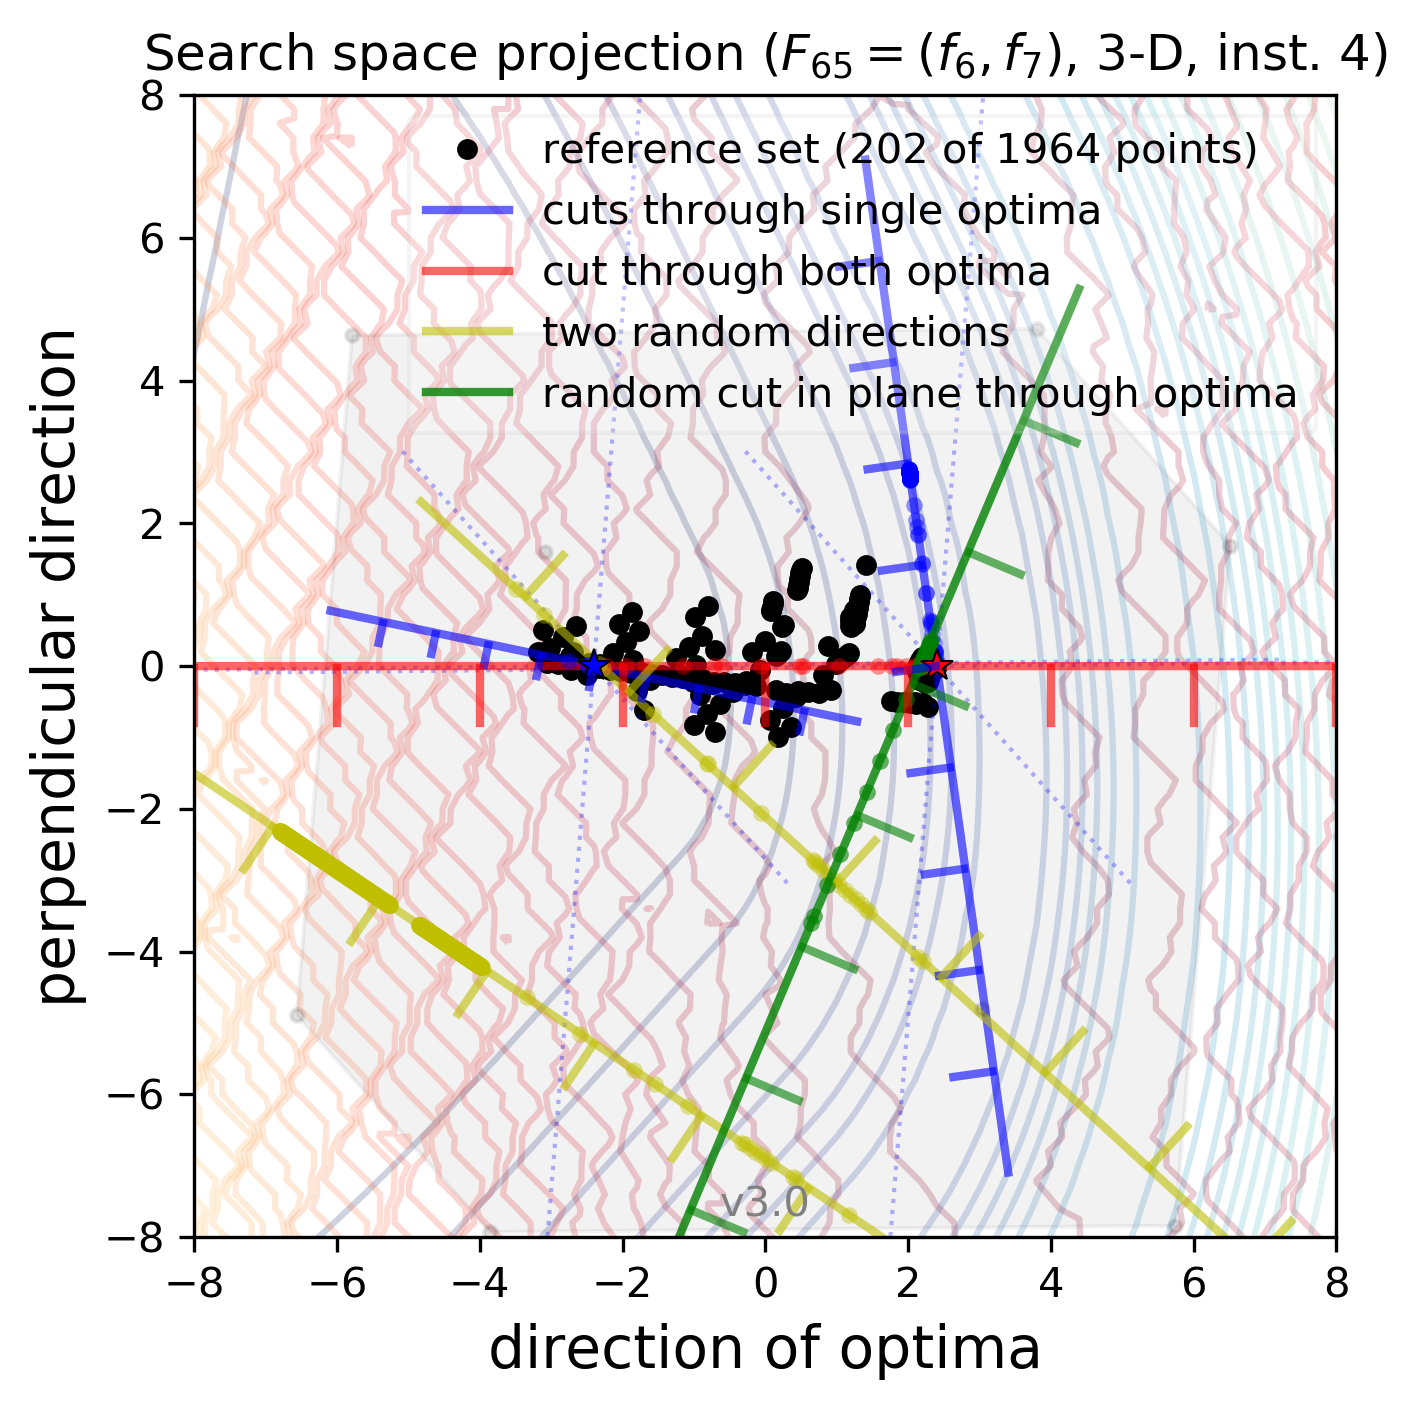 Search space projection (F65 = (f6, f7), 3-D, inst. 4)
reference set (202 of 1964 points)
cuts through single optima
cut through both optima
two random directions
random cut in plane through optima
perpendicular direction
8
6
4
2
0
−2
−4
−6
−8
v3.0
−8 −6 −4 −2 0 2 4 6 8
direction of optima